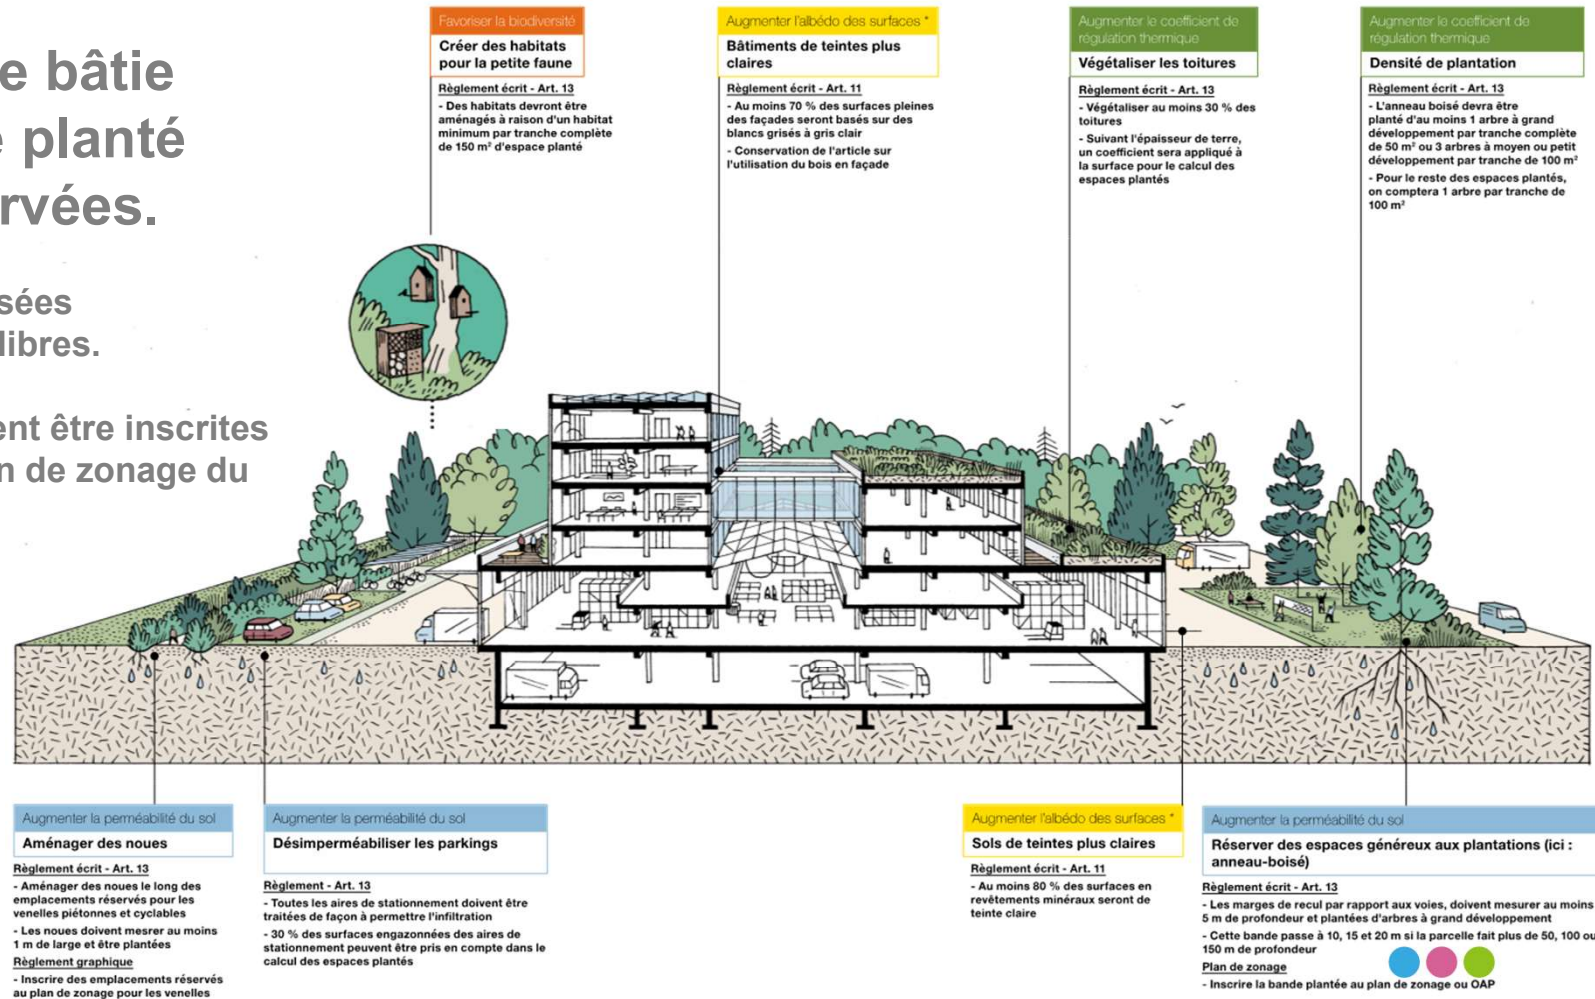 e bâtie
planté
rvées.
sées
libres.
ent être inscrites
n de zonage du
Favoriser la biodiversité
Créer des habitats
pour la petite faune
Règlement écrit - Art. 13
- Des habitats devront être
aménagés à raison d'un habitat
minimum par tranche complète
de 150 m² d'espace planté
Augmenter l'albédo des surfaces *
Bâtiments de teintes plus
claires
Règlement écrit - Art. 11
- Au moins 70 % des surfaces pleines
des façades seront basés sur des
blancs grisés à gris clair
- Conservation de l'article sur
l'utilisation du bois en façade
Augmenter le coefficient de
régulation thermique
Végétaliser les toitures
Règlement écrit - Art. 13
- Végétaliser au moins 30 % des
toitures
- Suivant l'épaisseur de terre,
un coefficient sera appliqué à
la surface pour le calcul des
espaces plantés
Augmenter le coefficient de
régulation thermique
Densité de plantation
Règlement écrit - Art. 13
- L'anneau boisé devra être
planté d'au moins 1 arbre à grand
développement par tranche complète
de 50 m² ou 3 arbres à moyen ou petit
développement par tranche de 100 m²
- Pour le reste des espaces plantés,
on comptera 1 arbre par tranche de
100 m²
Augmenter la perméabilité du sol
Aménager des noues
Règlement écrit - Art. 13
- Aménager des noues le long des
emplacements réservés pour les
venelles piétonnes et cyclables
- Les noues doivent mesrer au moins
1 m de large et être plantées
Règlement graphique
- Inscrire des emplacements réservés
au plan de zonage pour les venelles
Augmenter la perméabilité du sol
Désimperméabiliser les parkings
Règlement - Art. 13
- Toutes les aires de stationnement doivent être
traitées de façon à permettre l'infiltration
- 30 % des surfaces engazonnées des aires de
stationnement peuvent être pris en compte dans le
calcul des espaces plantés
Augmenter l'albédo des surfaces *
Sols de teintes plus claires
Règlement écrit - Art. 11
- Au moins 80 % des surfaces en
revêtements minéraux seront de
teinte claire
Augmenter la perméabilité du sol
Réserver des espaces généreux aux plantations (ici :
anneau-boisé)
Règlement écrit - Art. 13
- Les marges de recul par rapport aux voies, doivent mesurer au moins
5 m de profondeur et plantées d'arbres à grand développement
- Cette bande passe à 10, 15 et 20 m si la parcelle fait plus de 50, 100 ou
150 m de profondeur
Plan de zonage
- Inscrire la bande plantée au plan de zonage ou OAP